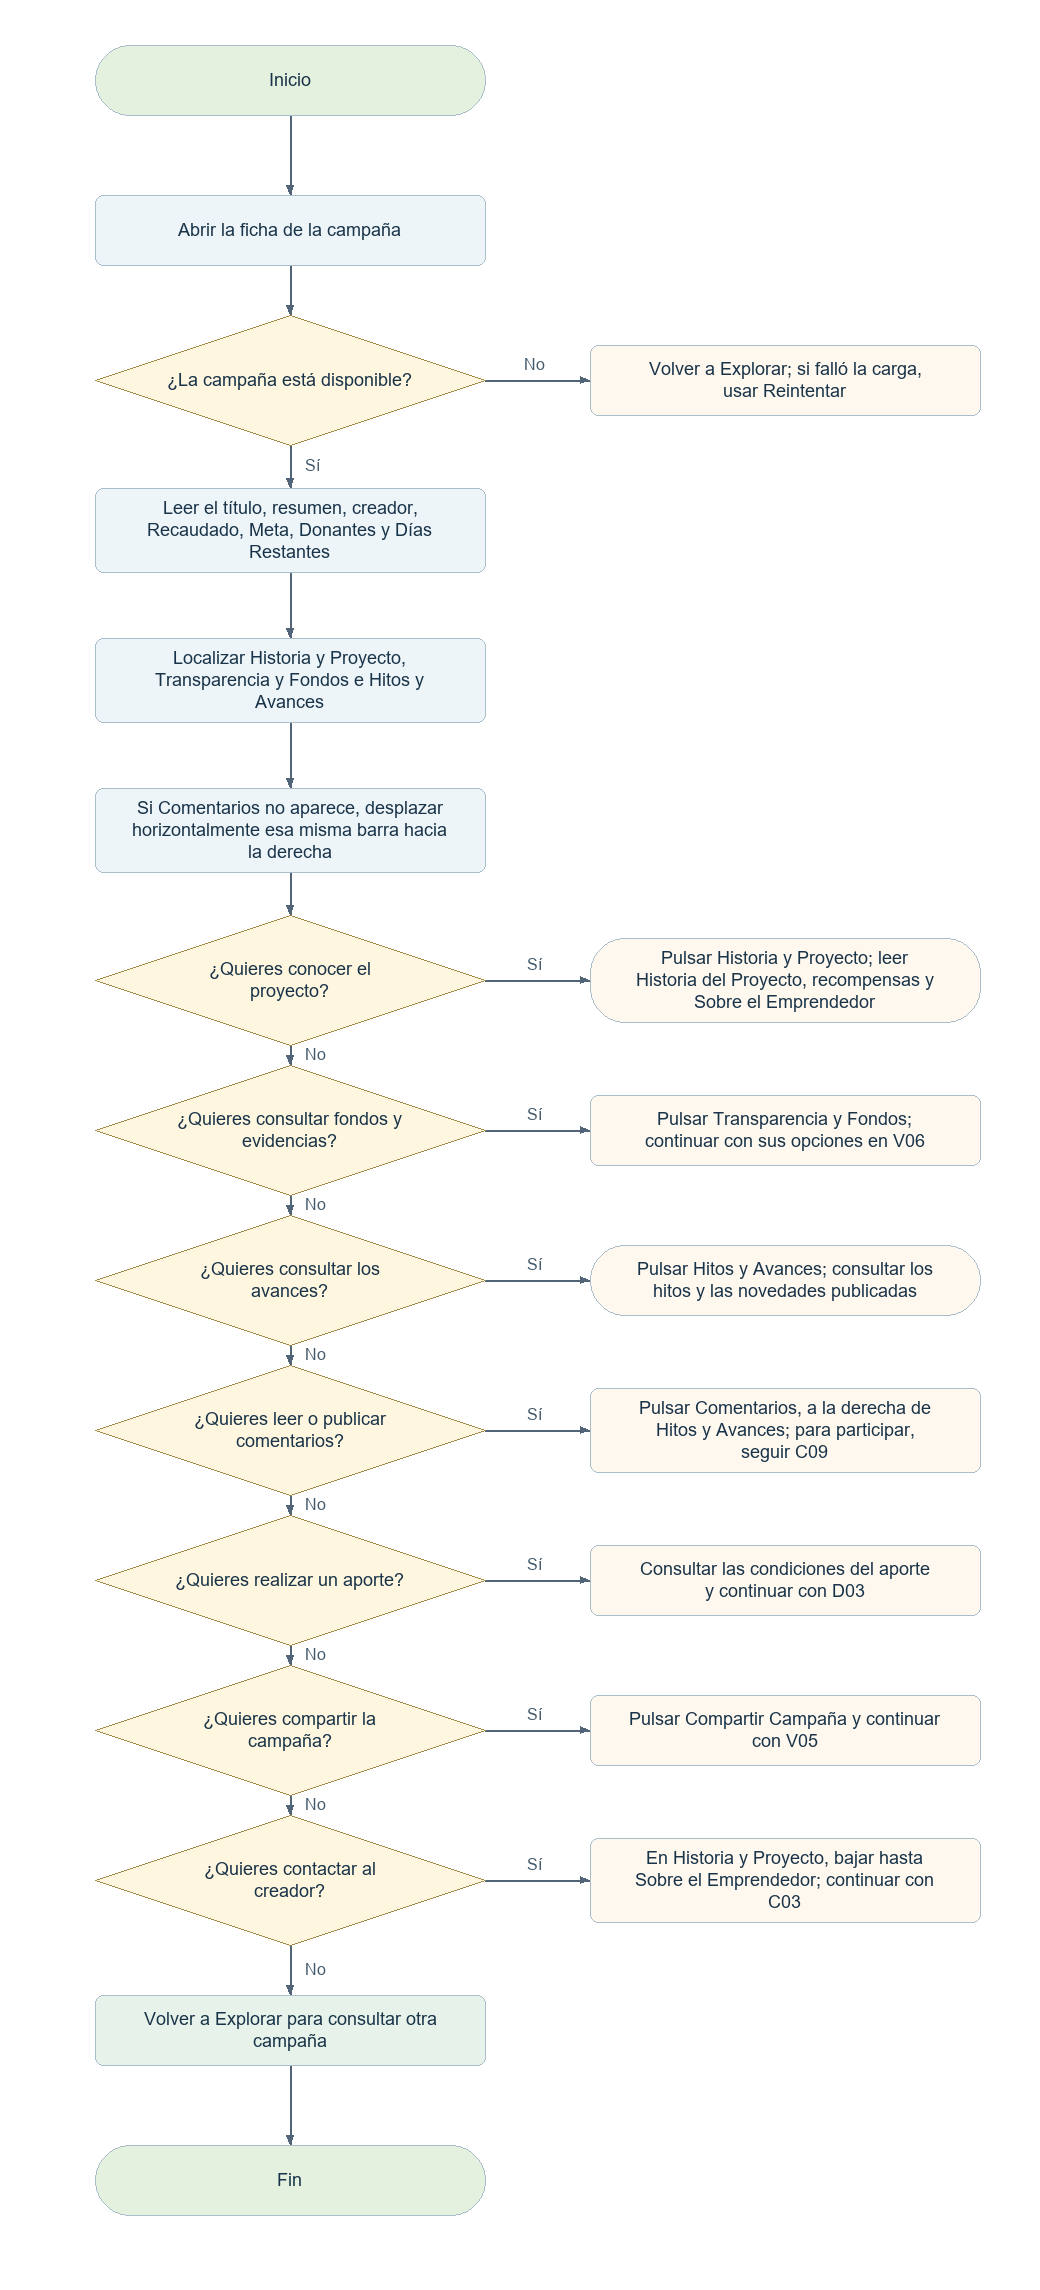 Inicio
Abrir la ficha de la campaña
¿La campaña está disponible?
No
Volver a Explorar; si falló la carga,
usar Reintentar
Sí
Leer el título, resumen, creador,
Recaudado, Meta, Donantes y Días
Restantes
Localizar Historia y Proyecto,
Transparencia y Fondos e Hitos y
Avances
Si Comentarios no aparece, desplazar
horizontalmente esa misma barra hacia
la derecha
¿Quieres conocer el
proyecto?
Sí
Pulsar Historia y Proyecto; leer
Historia del Proyecto, recompensas y
Sobre el Emprendedor
No
¿Quieres consultar fondos y
evidencias?
Sí
Pulsar Transparencia y Fondos;
continuar con sus opciones en V06
No
¿Quieres consultar los
avances?
Sí
Pulsar Hitos y Avances; consultar los
hitos y las novedades publicadas
No
¿Quieres leer o publicar
comentarios?
Sí
Pulsar Comentarios, a la derecha de
Hitos y Avances; para participar,
seguir C09
No
¿Quieres realizar un aporte?
Sí
Consultar las condiciones del aporte
y continuar con D03
No
¿Quieres compartir la
campaña?
Sí
Pulsar Compartir Campaña y continuar
con V05
No
¿Quieres contactar al
creador?
Sí
En Historia y Proyecto, bajar hasta
Sobre el Emprendedor; continuar con
C03
No
Volver a Explorar para consultar otra
campaña
Fin